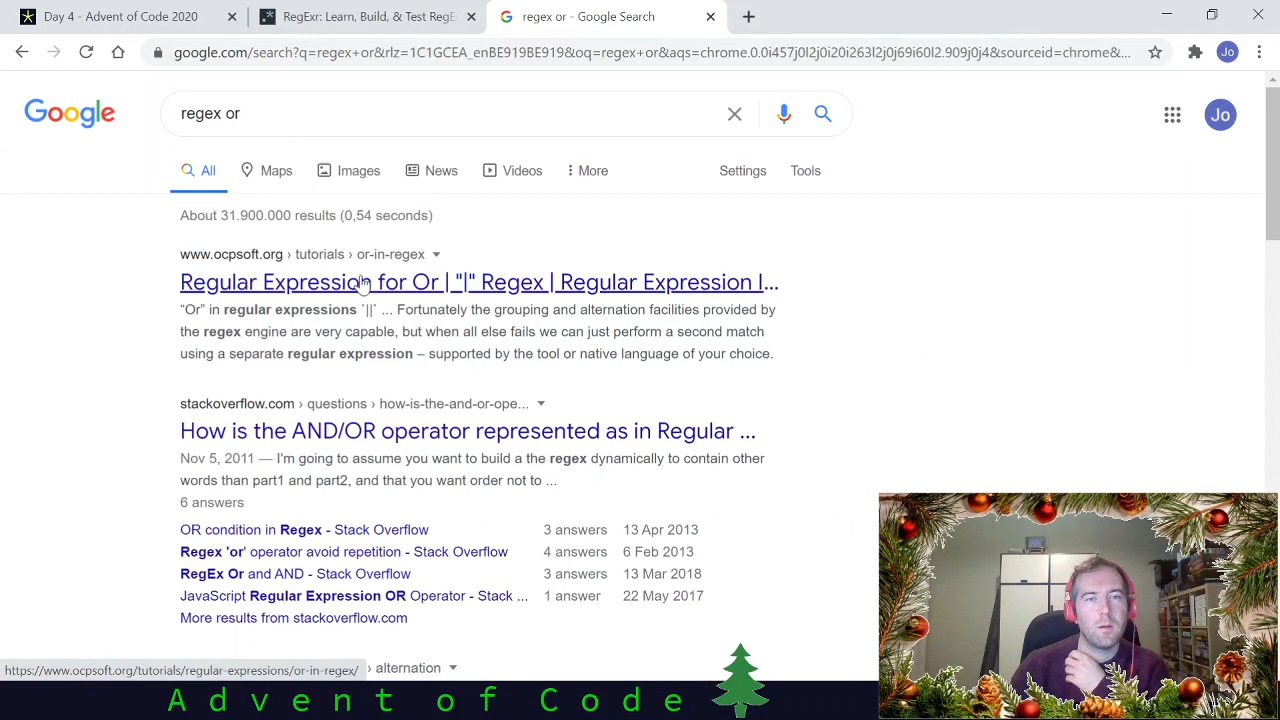 Day 4 - Advent of Code 2020
RegExr: Learn, Build, & Test RegE
regex or - Google Search
google.com/search?q=regex+or&rlz=1C1GCEA_enBE919BE919&oq=regex+or&aqs=chrome.0.0i457j0l2j0i20i263l2j0j69i60l2.909j0j4&sourceid=chrome&...
Jo
Google
regex or
Jo
All
Maps
Images
News
Videos
More
Settings
Tools
About 31.900.000 results (0,54 seconds)
www.ocpsoft.org › tutorials › or-in-regex
Regular Expression for Or | "|" Regex | Regular Expression I...
“Or” in regular expressions `||` ... Fortunately the grouping and alternation facilities provided by
the regex engine are very capable, but when all else fails we can just perform a second match
using a separate regular expression – supported by the tool or native language of your choice.
stackoverflow.com › questions › how-is-the-and-or-ope...
How is the AND/OR operator represented as in Regular ...
Nov 5, 2011 — I'm going to assume you want to build a the regex dynamically to contain other
words than part1 and part2, and that you want order not to ...
6 answers
OR condition in Regex - Stack Overflow 3 answers 13 Apr 2013
Regex 'or' operator avoid repetition - Stack Overflow 4 answers 6 Feb 2013
RegEx Or and AND - Stack Overflow 3 answers 13 Mar 2018
JavaScript Regular Expression OR Operator - Stack ... 1 answer 22 May 2017
More results from stackoverflow.com
https://www.ocpsoft.org/tutorials/regular-expressions/or-in-regex/
› alternation
Advent of Code